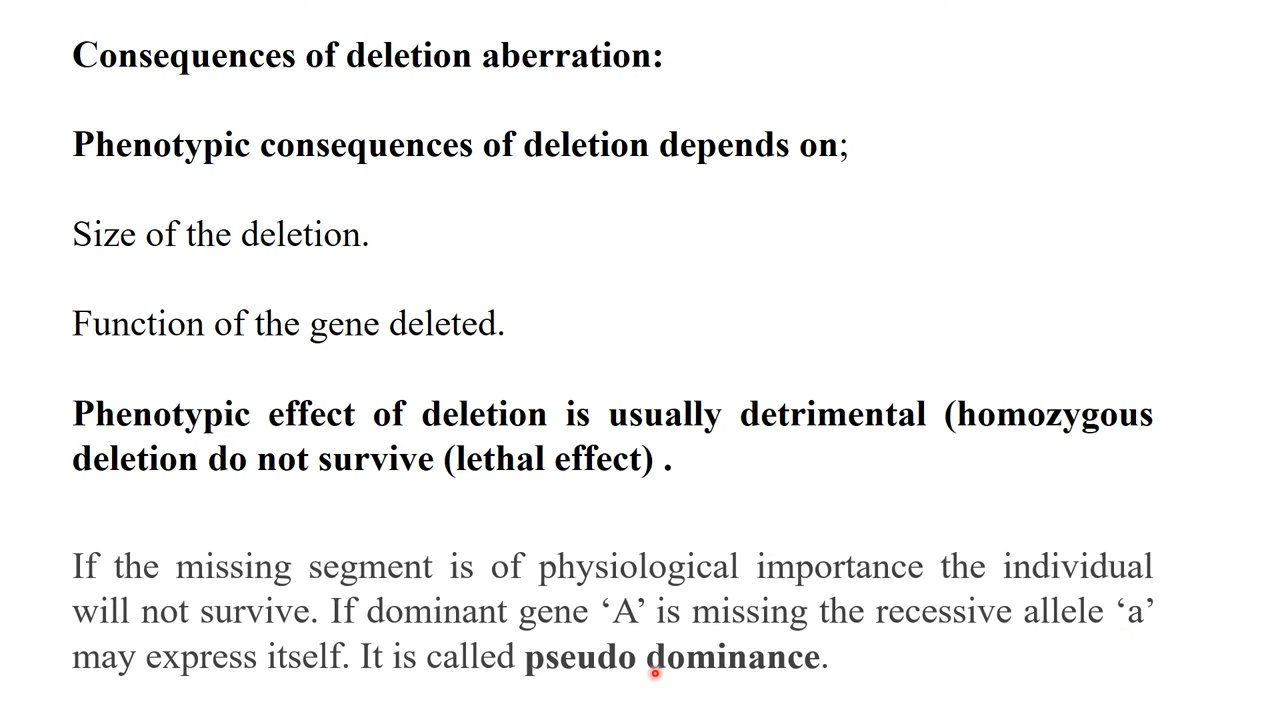 Consequences of deletion aberration:
Phenotypic consequences of deletion depends on;
Size of the deletion.
Function of the gene deleted.
Phenotypic effect of deletion is usually detrimental (homozygous
deletion do not survive (lethal effect) .
If the missing segment is of physiological importance the individual
will not survive. If dominant gene ‘A’ is missing the recessive allele ‘a’
may express itself. It is called pseudo dominance.